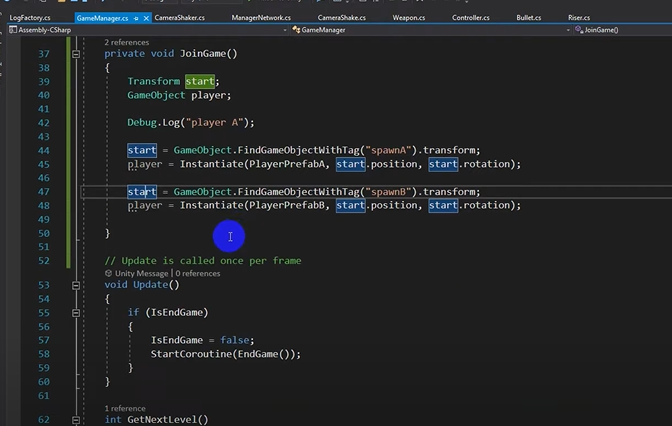 LogFactory.cs GameManager.cs CameraShaker.cs ManagerNetwork.cs CameraShake.cs Weapon.cs Controller.cs Bullet.cs Riser.cs
Assembly-CSharp GameManager JoinGame()
2 references
37 private void JoinGame()
38 {
39 Transform start;
40 GameObject player;
41
42 Debug.Log("player A");
43
44 start = GameObject.FindGameObjectWithTag("spawnA").transform;
45 player = Instantiate(PlayerPrefabA, start.position, start.rotation);
46
47 start = GameObject.FindGameObjectWithTag("spawnB").transform;
48 player = Instantiate(PlayerPrefabB, start.position, start.rotation);
49
50 }
51
52 // Update is called once per frame
Unity Message | 0 references
53 void Update()
54 {
55 if (IsEndGame)
56 {
57 IsEndGame = false;
58 StartCoroutine(EndGame());
59 }
60 }
61
1 reference
62 int GetNextLevel()